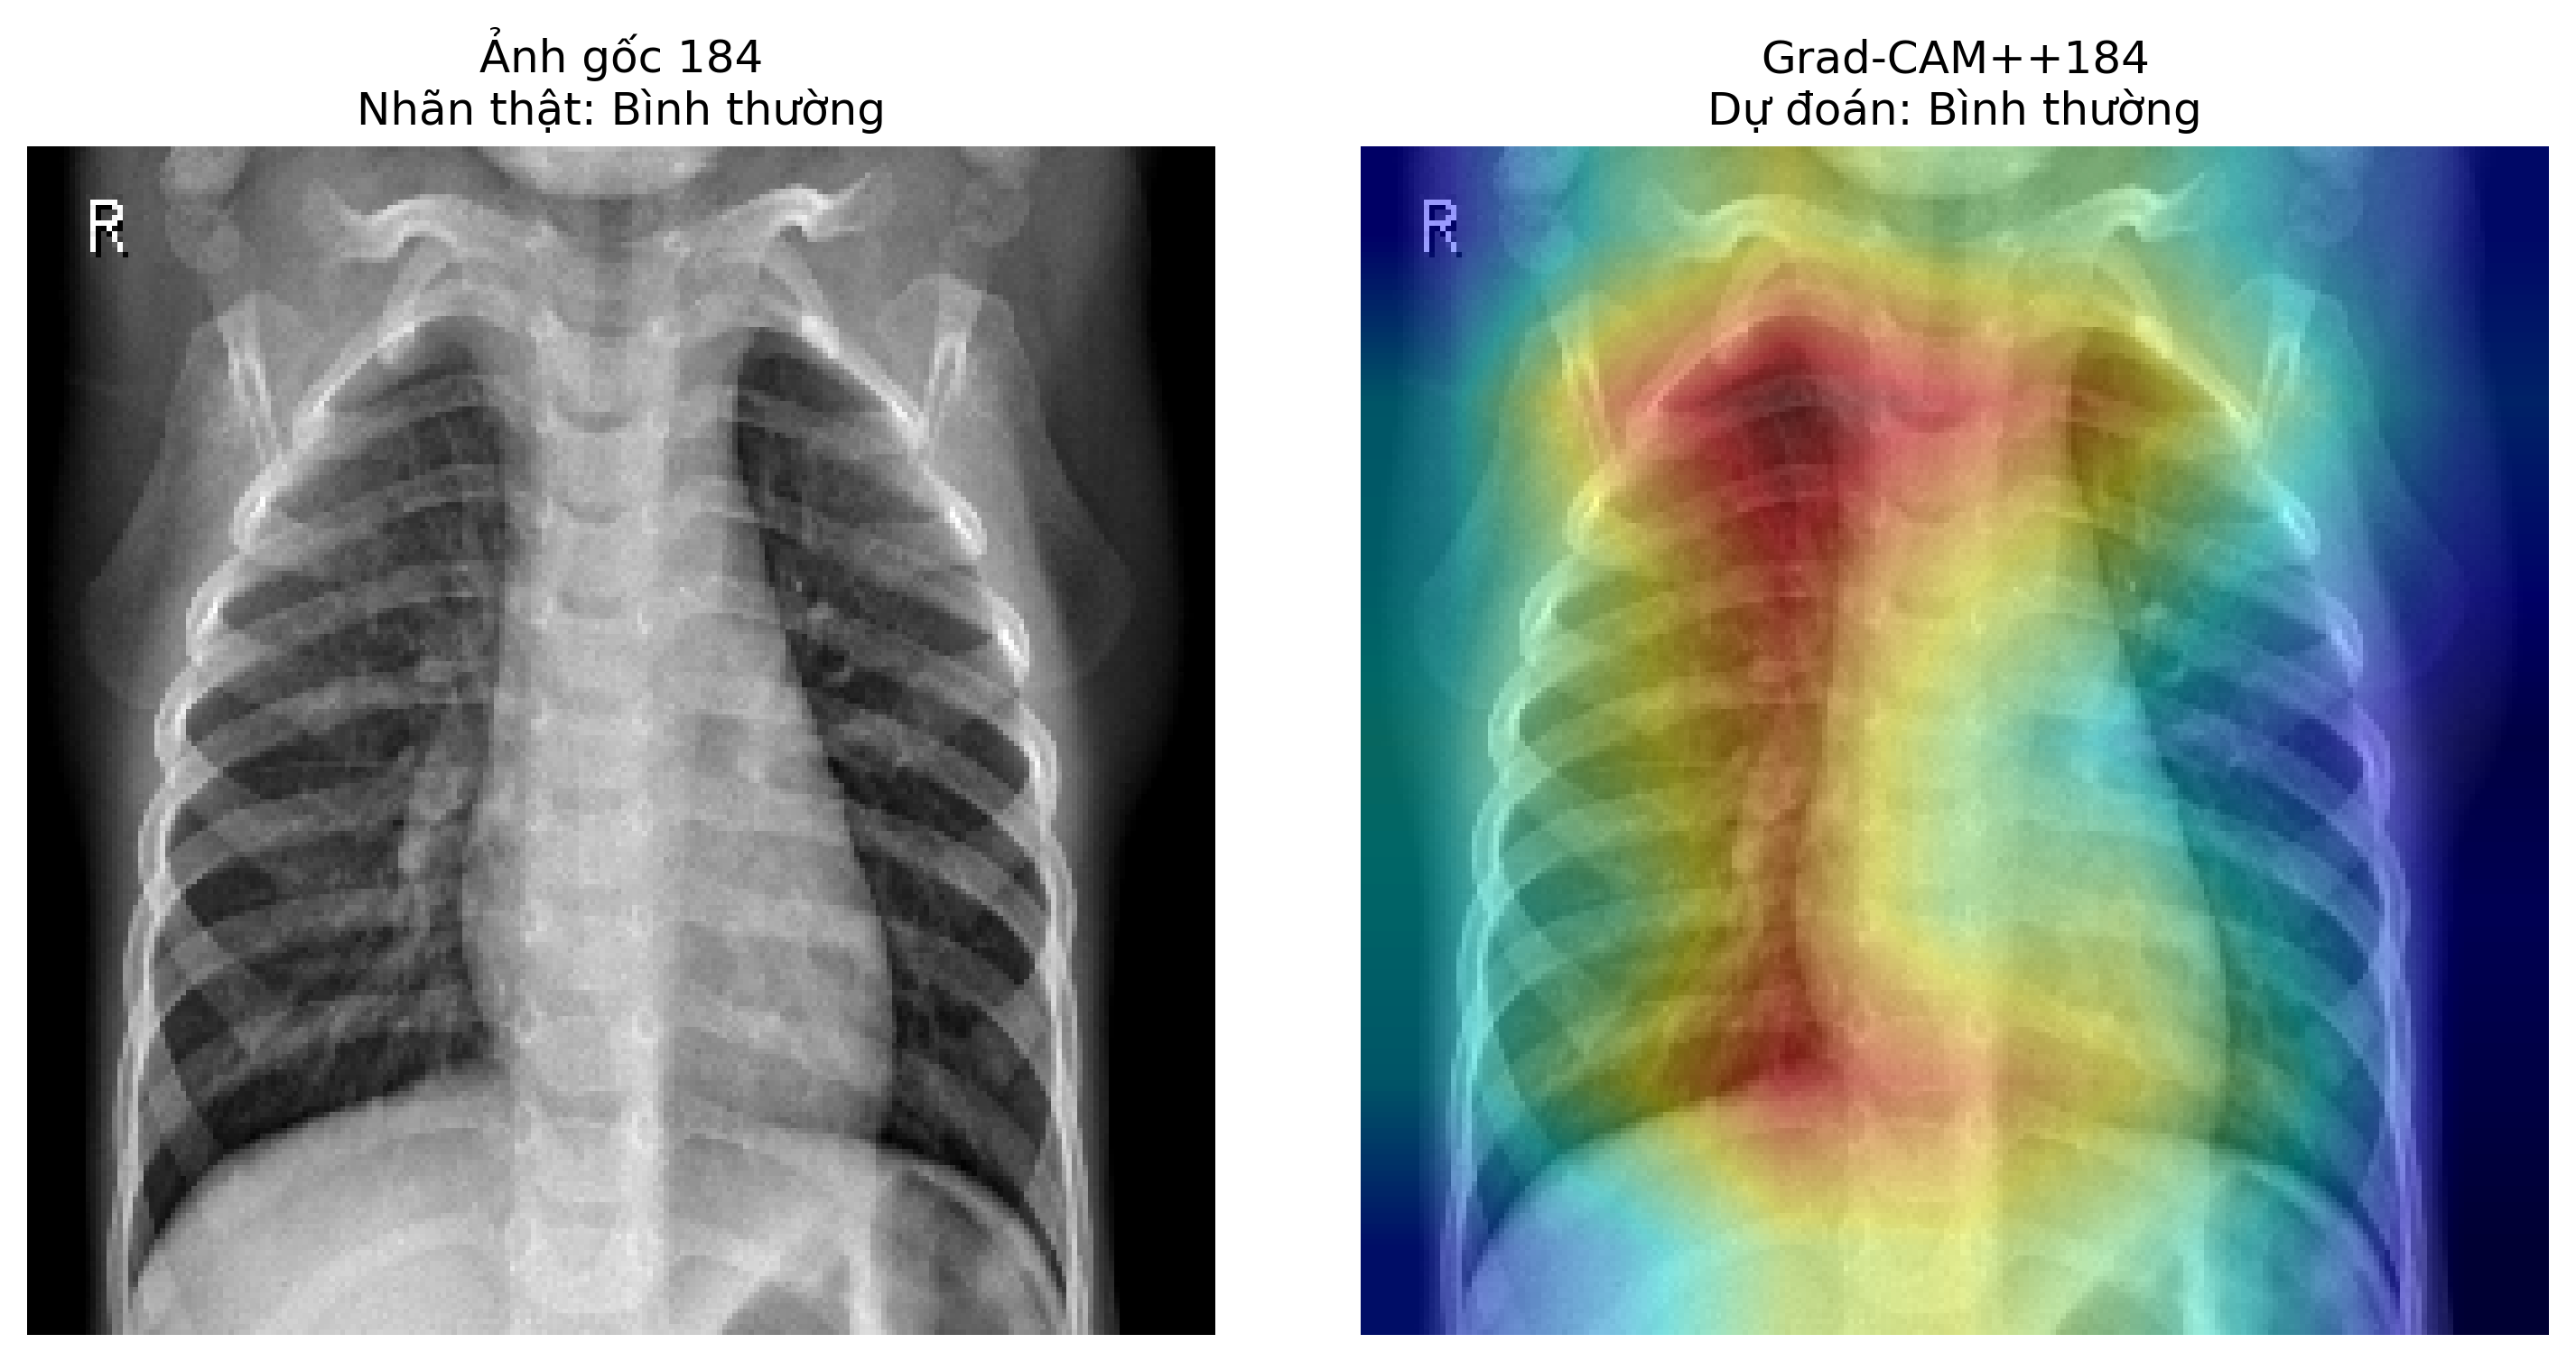 Ảnh gốc 184
Nhãn thật: Bình thường
Grad-CAM++184
Dự đoán: Bình thường
R
R